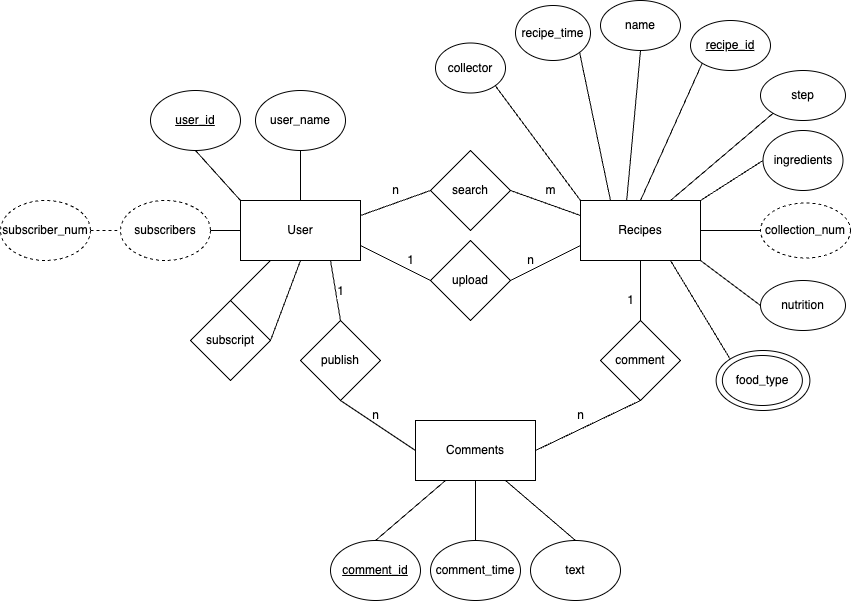 name
recipe_time
recipe_id
collector
step
user_id
user_name
ingredients
n
search
m
subscriber_num
subscribers
User
Recipes
collection_num
1
n
upload
1
1
nutrition
subscript
publish
comment
food_type
n
n
Comments
comment_id
comment_time
text